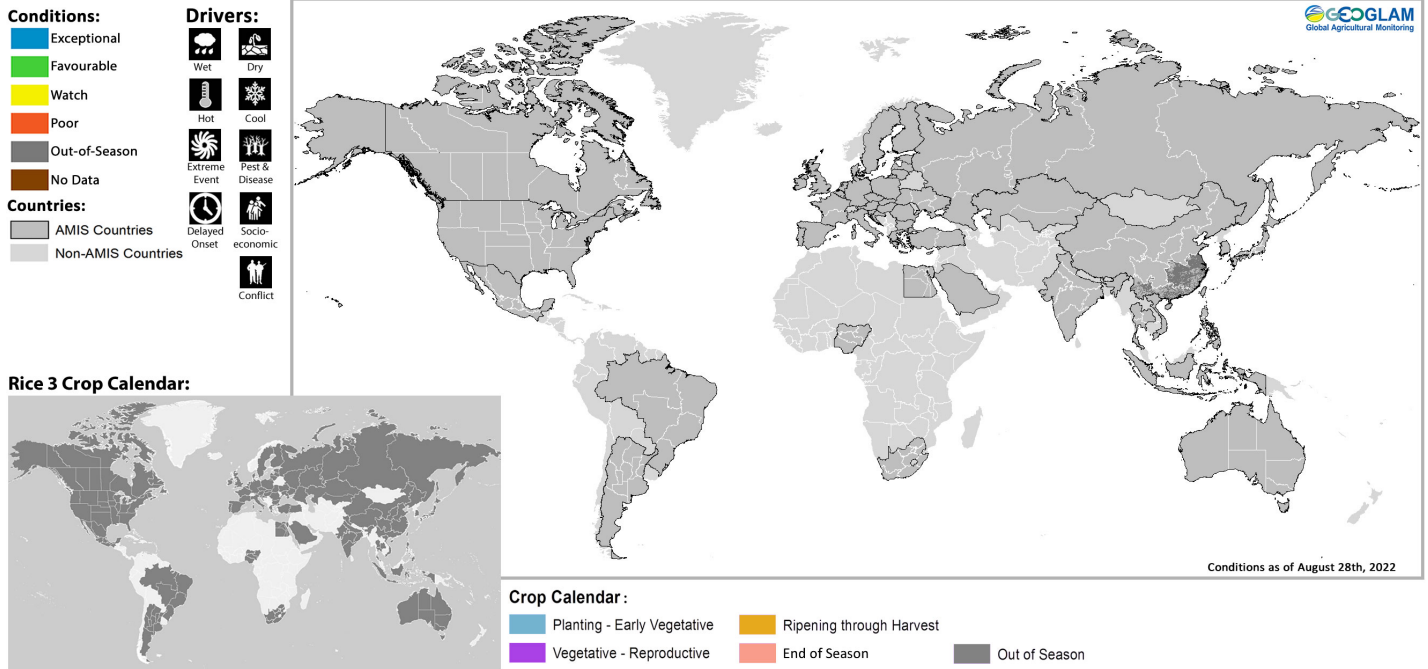 Conditions:
Exceptional
Favourable
Watch
Poor
Out-of-Season
No Data
Countries:
AMIS Countries
Non-AMIS Countries
Drivers:
Wet
Dry
Hot
Cool
Extreme
Event
Pest &
Disease
Delayed
Onset
Socio-
economic
Conflict
GEOGLAM
Global Agricultural Monitoring
Rice 3 Crop Calendar:
Conditions as of August 28th, 2022
Crop Calendar :
Planting - Early Vegetative
Ripening through Harvest
Vegetative - Reproductive
End of Season
Out of Season